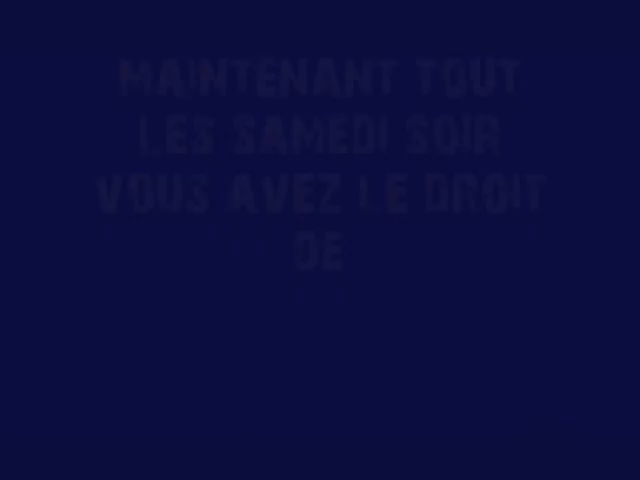 MAINTENANT TOUT
LES SAMEDI SOIR
VOUS AVEZ LE DROIT
DE